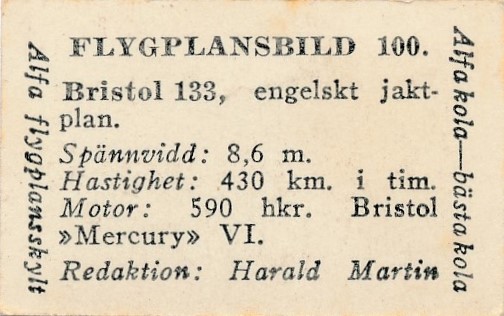 FLYGPLANSBILD 100.
Bristol 133, engelskt jakt-
plan.
Spännvidd: 8,6 m.
Hastighet: 430 km. i tim.
Motor: 590 hkr. Bristol
»Mercury» VI.
Redaktion: Harald Martin
Alfa flygplansskylt
Alfa kola—bästa kola